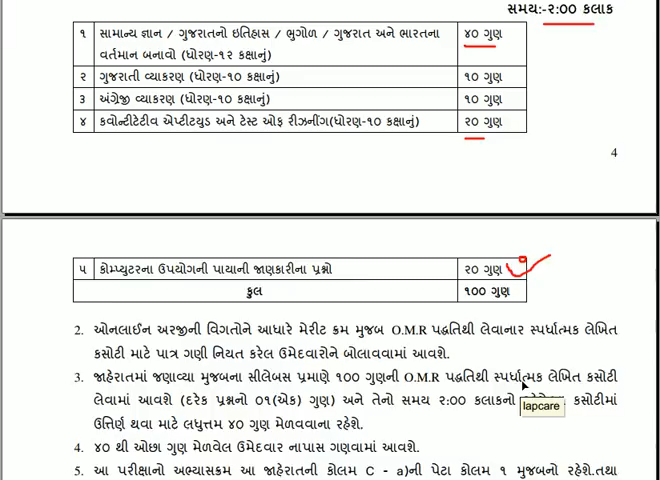 સમય:-૨:00 કલાક
૧ સામાન્ય જ્ઞાન / ગુજરાતનો ઇતિહાસ / ભુગોળ / ગુજરાત અને ભારતના ૪૦ ગુણ
વર્તમાન બનાવો (ધોરણ-૧૨ કક્ષાનું)
૨ ગુજરાતી વ્યાકરણ (ધોરણ-૧૦ કક્ષાનું) ૧૦ ગુણ
3 અંગ્રેજી વ્યાકરણ (ધોરણ-૧૦ કક્ષાનું) ૧૦ ગુણ
૪ કવોન્ટીટેટીવ એપ્ટીટયુડ અને ટેસ્ટ ઓફ રીઝનીંગ(ધોરણ-૧૦ કક્ષાનું) ૨૦ ગુણ
4
૫ કોમ્પ્યુટરના ઉપયોગની પાયાની જાણકારીના પ્રશ્નો ૨૦ ગુણ
કુલ ૧૦૦ ગુણ
2. ઓનલાઈન અરજીની વિગતોને આધારે મેરીટ ક્રમ મુજબ O.M.R પદ્ધતિથી લેવાનાર સ્પર્ધાત્મક લેખિત
કસોટી માટે પાત્ર ગણી નિયત કરેલ ઉમેદવારોને બોલાવવામાં આવશે.
3. જાહેરાતમાં જણાવ્યા મુજબના સીલેબસ પ્રમાણે ૧૦૦ ગુણની O.M.R પદ્ધતિથી સ્પર્ધાત્મક લેખિત કસોટી
લેવામાં આવશે (દરેક પ્રશ્નનો ૦૧(એક) ગુણ) અને તેનો સમય ૨:૦૦ કલાકનો કસોટીમાં
lapcare
ઉત્તિર્ણ થવા માટે લઘુત્તમ ૪૦ ગુણ મેળવવાના રહેશે.
4. ૪૦ થી ઓછા ગુણ મેળવેલ ઉમેદવાર નાપાસ ગણવામાં આવશે.
5. આ પરીક્ષાનો અભ્યાસક્રમ આ જાહેરાતની કોલમ C - a)ની પેટા કોલમ ૧ મુજબનો રહેશે.તથા